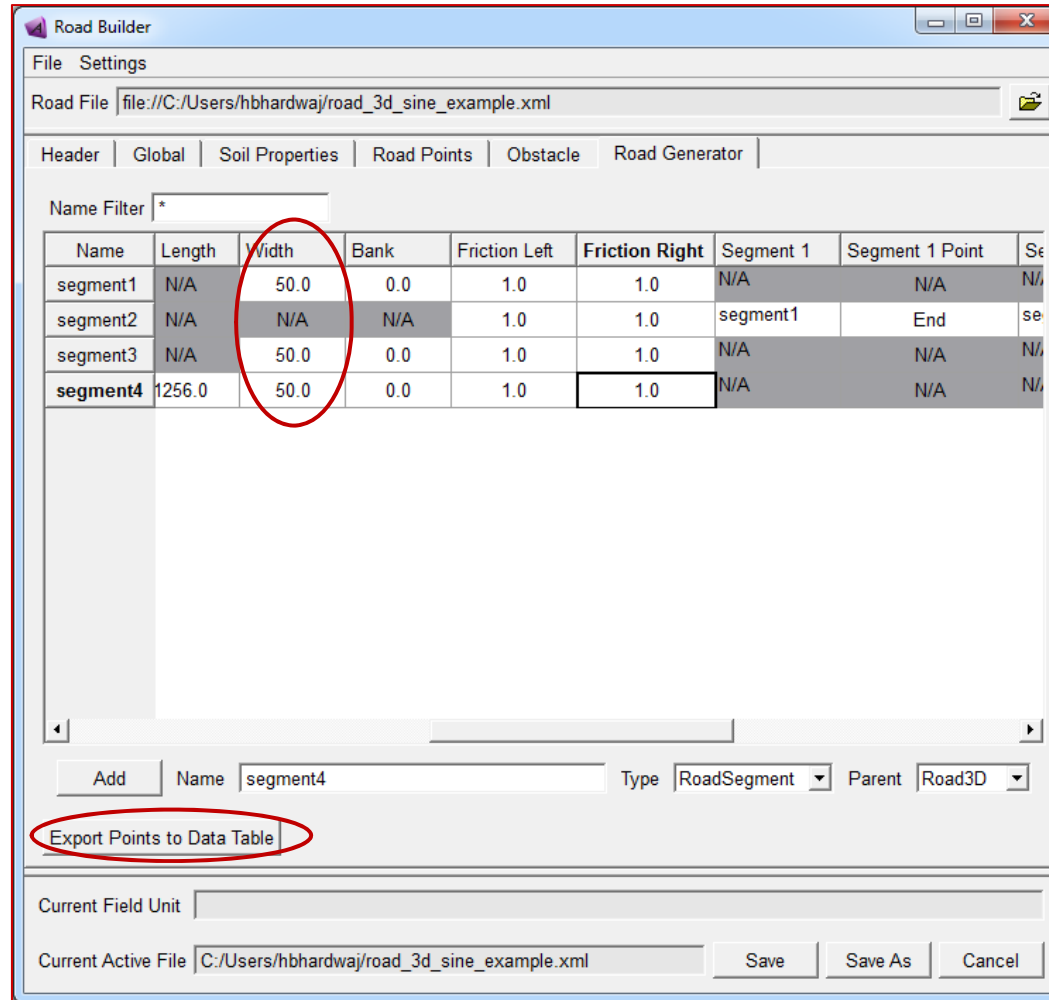 Road Builder
File Settings
Road File file://C:/Users/hbhardwaj/road_3d_sine_example.xml
Header Global Soil Properties Road Points Obstacle Road Generator
Name Filter *
Name Length Width Bank Friction Left Friction Right Segment 1 Segment 1 Point Se
segment1 N/A 50.0 0.0 1.0 1.0 N/A N/A N/
segment2 N/A N/A N/A 1.0 1.0 segment1 End se
segment3 N/A 50.0 0.0 1.0 1.0 N/A N/A N/
segment4 1256.0 50.0 0.0 1.0 1.0 N/A N/A N/
Add Name segment4 Type RoadSegment Parent Road3D
Export Points to Data Table
Current Field Unit
Current Active File C:/Users/hbhardwaj/road_3d_sine_example.xml Save Save As Cancel